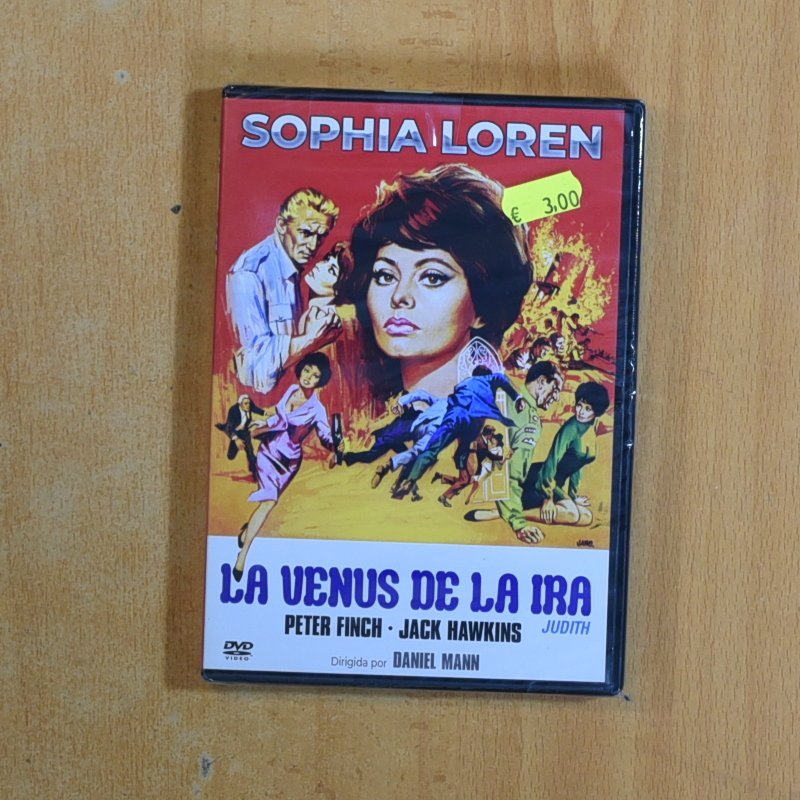 SOPHIA LOREN
€ 3,00
LA VENUS DE LA IRA
PETER FINCH · JACK HAWKINS
JUDITH
DVD
VIDEO
Dirigida por DANIEL MANN